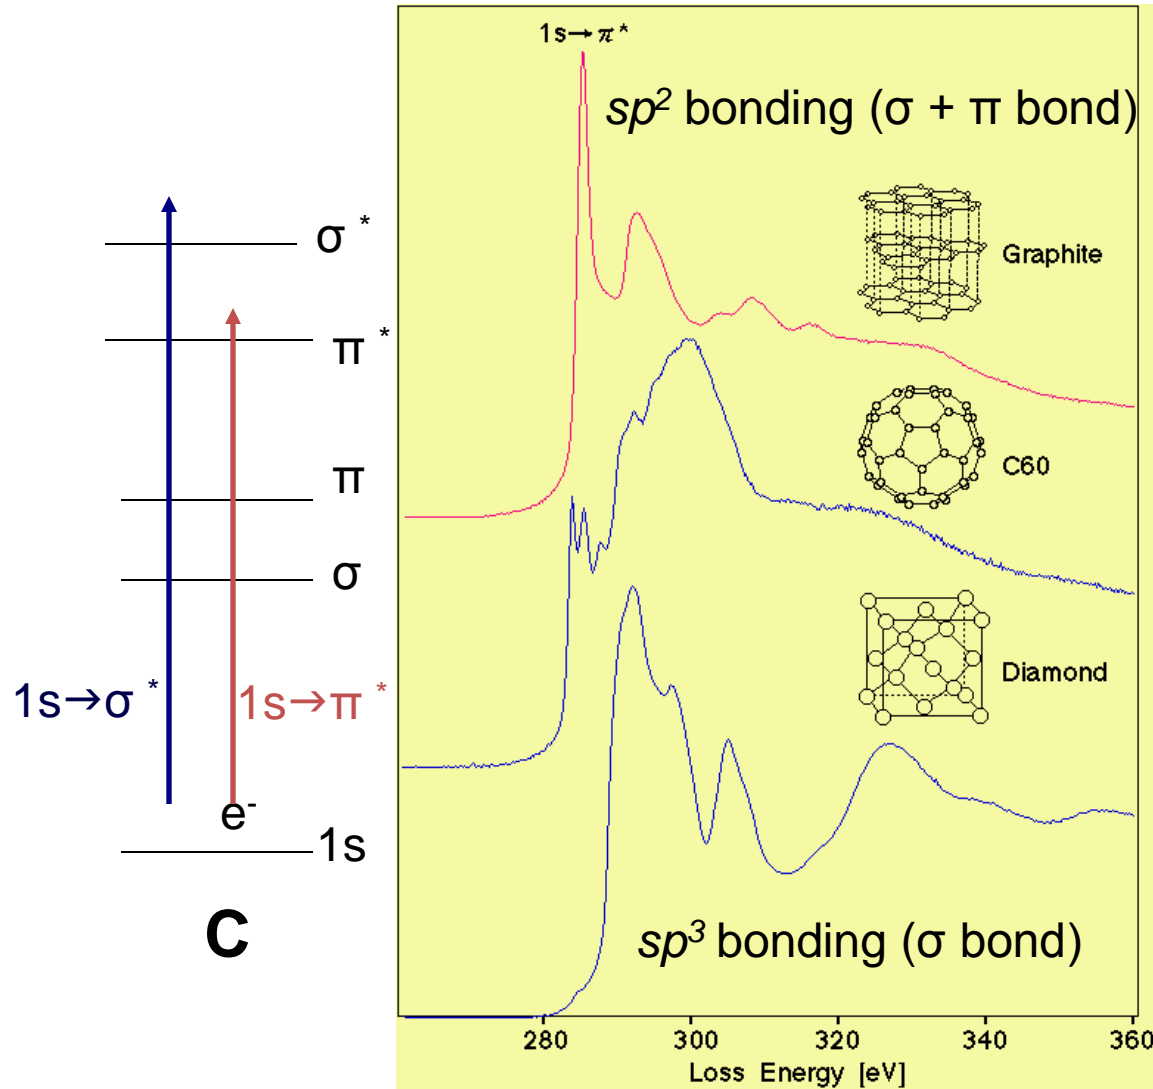 1s→π*
sp² bonding (σ + π bond)
σ*
Graphite
π*
C60
π
σ
Diamond
1s→σ*
1s→π*
e⁻
1s
C
sp³ bonding (σ bond)
280
300
320
340
360
Loss Energy [eV]